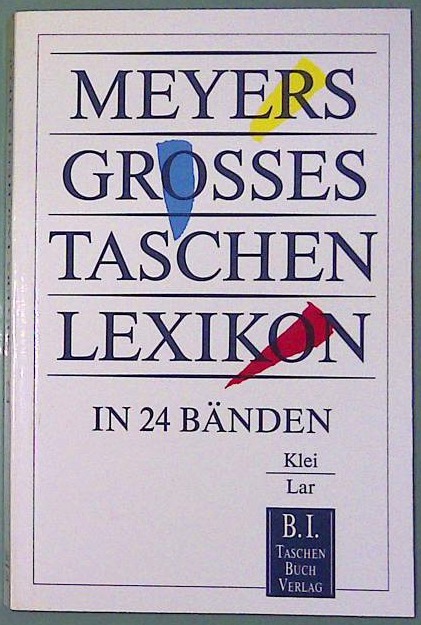 MEYERS
GROSSES
TASCHEN
LEXIKON
IN 24 BÄNDEN
Klei
Lar
B.I.
TASCHEN
BUCH
VERLAG